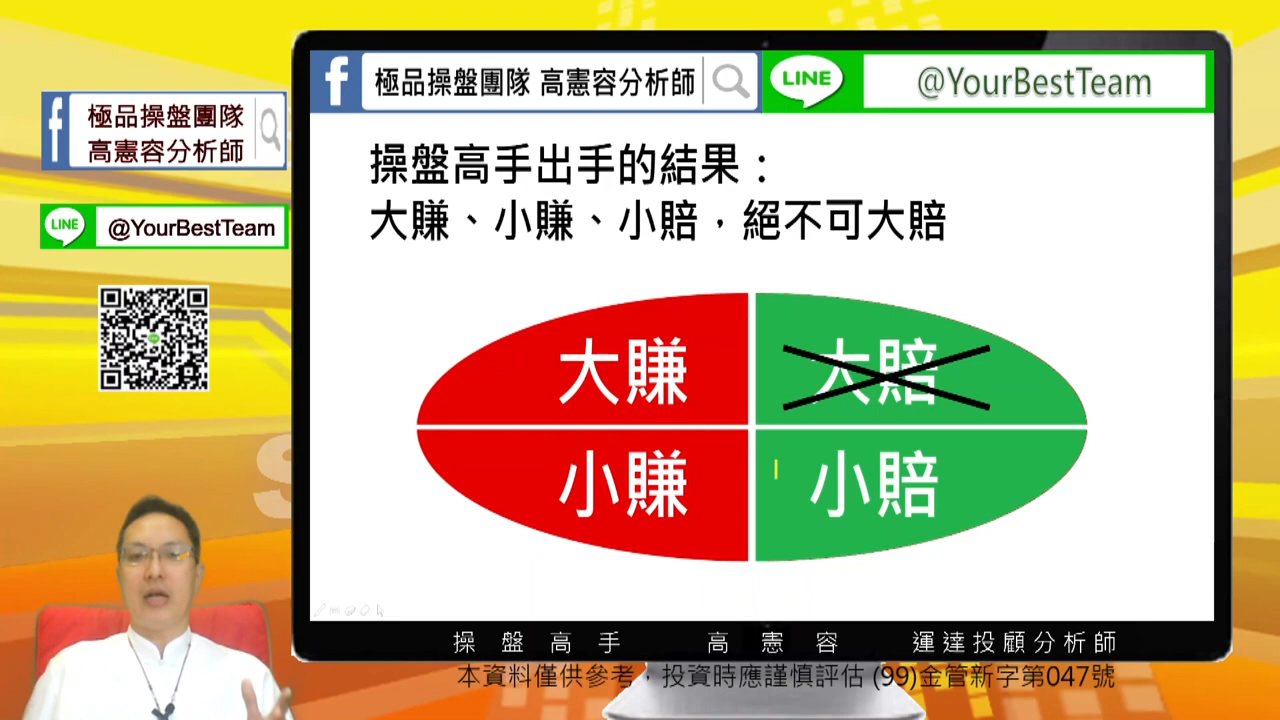 極品操盤團隊
高憲容分析師
LINE
@YourBestTeam
極品操盤團隊 高憲容分析師
LINE
@YourBestTeam
操盤高手出手的結果：
大賺、小賺、小賠，絕不可大賠
大賺
大賠
小賺
小賠
操盤高手 高憲容 運達投顧分析師
本資料僅供參考，投資時應謹慎評估 (99)金管新字第047號